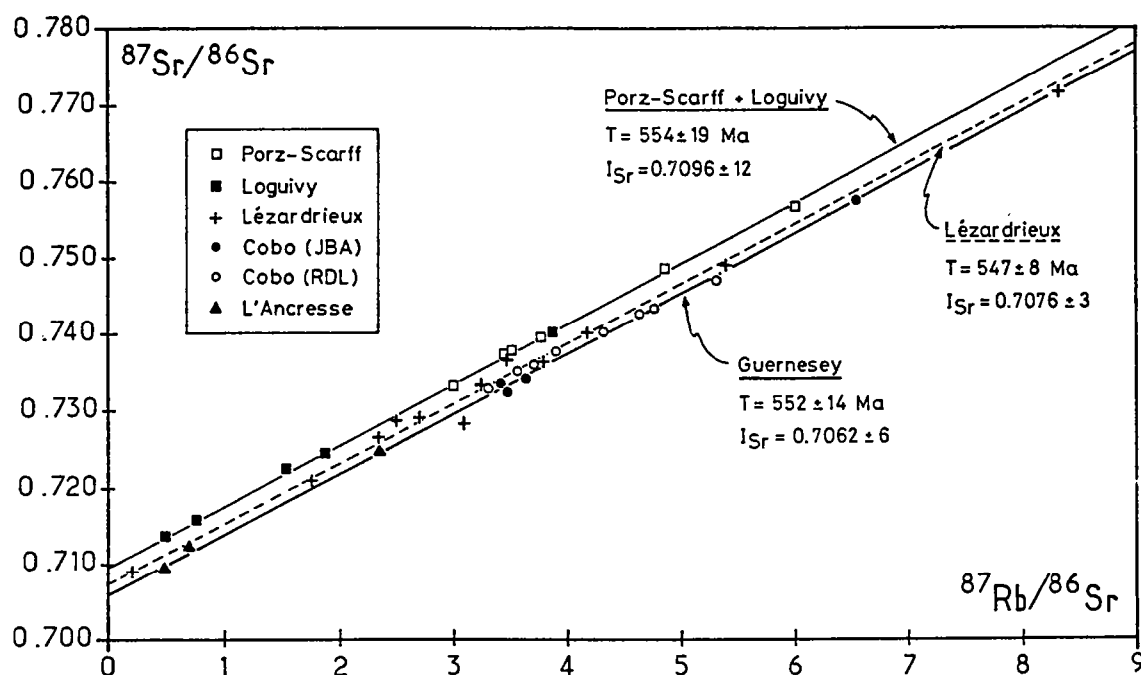 ⁸⁷Sr/⁸⁶Sr
0.780
0.770
0.760
0.750
0.740
0.730
0.720
0.710
0.700
□ Porz-Scarff
■ Loguivy
+ Lézardrieux
● Cobo (JBA)
○ Cobo (RDL)
▲ L'Ancresse
Porz-Scarff + Loguivy
T = 554 ± 19 Ma
I_Sr = 0.7096 ± 12
Lézardrieux
T = 547 ± 8 Ma
I_Sr = 0.7076 ± 3
Guernesey
T = 552 ± 14 Ma
I_Sr = 0.7062 ± 6
⁸⁷Rb/⁸⁶Sr
0 1 2 3 4 5 6 7 8 9